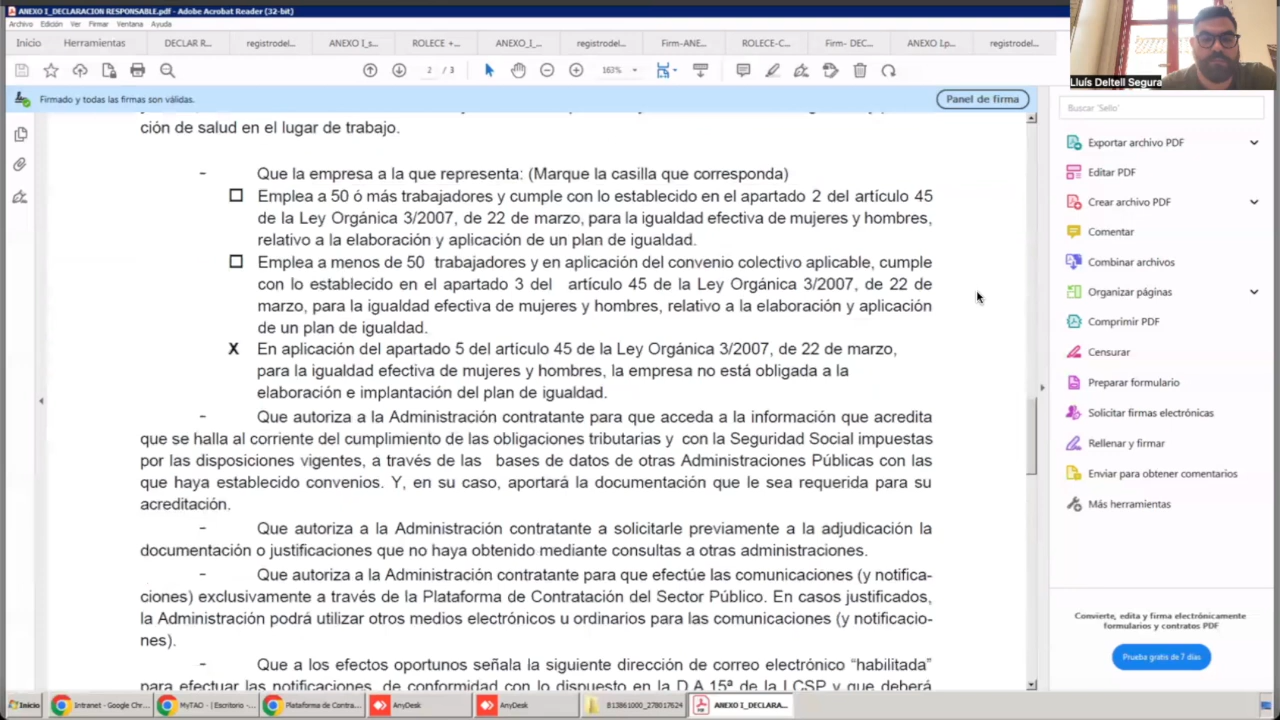 ANEXO I_DECLARACION RESPONSABLE.pdf - Adobe Acrobat Reader (32-bit)
Archivo Edición Ver Firmar Ventana Ayuda
Inicio Herramientas DECLAR R... registrodel... ANEXO I_s... ROLECE +... ANEXO_I_... registrodel... Firm-ANE... ROLECE-C... Firm- DEC... ANEXO I.p... registrodel...
2 / 3 163%
Lluís Deltell Segura
Firmado y todas las firmas son válidas.
Panel de firma
Buscar 'Sello'
ción de salud en el lugar de trabajo.
- Que la empresa a la que representa: (Marque la casilla que corresponda)
Emplea a 50 ó más trabajadores y cumple con lo establecido en el apartado 2 del artículo 45
de la Ley Orgánica 3/2007, de 22 de marzo, para la igualdad efectiva de mujeres y hombres,
relativo a la elaboración y aplicación de un plan de igualdad.
Emplea a menos de 50 trabajadores y en aplicación del convenio colectivo aplicable, cumple
con lo establecido en el apartado 3 del artículo 45 de la Ley Orgánica 3/2007, de 22 de
marzo, para la igualdad efectiva de mujeres y hombres, relativo a la elaboración y aplicación
de un plan de igualdad.
X En aplicación del apartado 5 del artículo 45 de la Ley Orgánica 3/2007, de 22 de marzo,
para la igualdad efectiva de mujeres y hombres, la empresa no está obligada a la
elaboración e implantación del plan de igualdad.
- Que autoriza a la Administración contratante para que acceda a la información que acredita
que se halla al corriente del cumplimiento de las obligaciones tributarias y con la Seguridad Social impuestas
por las disposiciones vigentes, a través de las bases de datos de otras Administraciones Públicas con las
que haya establecido convenios. Y, en su caso, aportará la documentación que le sea requerida para su
acreditación.
- Que autoriza a la Administración contratante a solicitarle previamente a la adjudicación la
documentación o justificaciones que no haya obtenido mediante consultas a otras administraciones.
- Que autoriza a la Administración contratante para que efectúe las comunicaciones (y notifica-
ciones) exclusivamente a través de la Plataforma de Contratación del Sector Público. En casos justificados,
la Administración podrá utilizar otros medios electrónicos u ordinarios para las comunicaciones (y notificacio-
nes).
- Que a los efectos oportunos señala la siguiente dirección de correo electrónico “habilitada”
para efectuar las notificaciones, de conformidad con lo dispuesto en la D.A.15ª de la LCSP y que deberá
Exportar archivo PDF
Editar PDF
Crear archivo PDF
Comentar
Combinar archivos
Organizar páginas
Comprimir PDF
Censurar
Preparar formulario
Solicitar firmas electrónicas
Rellenar y firmar
Enviar para obtener comentarios
Más herramientas
Convierte, edita y firma electrónicamente
formularios y contratos PDF
Prueba gratis de 7 días
Inicio Intranet - Google Chr... MyTAO - | Escritorio -... Plataforma de Contra... AnyDesk AnyDesk B13861000_278017624 ANEXO I_DECLARA...